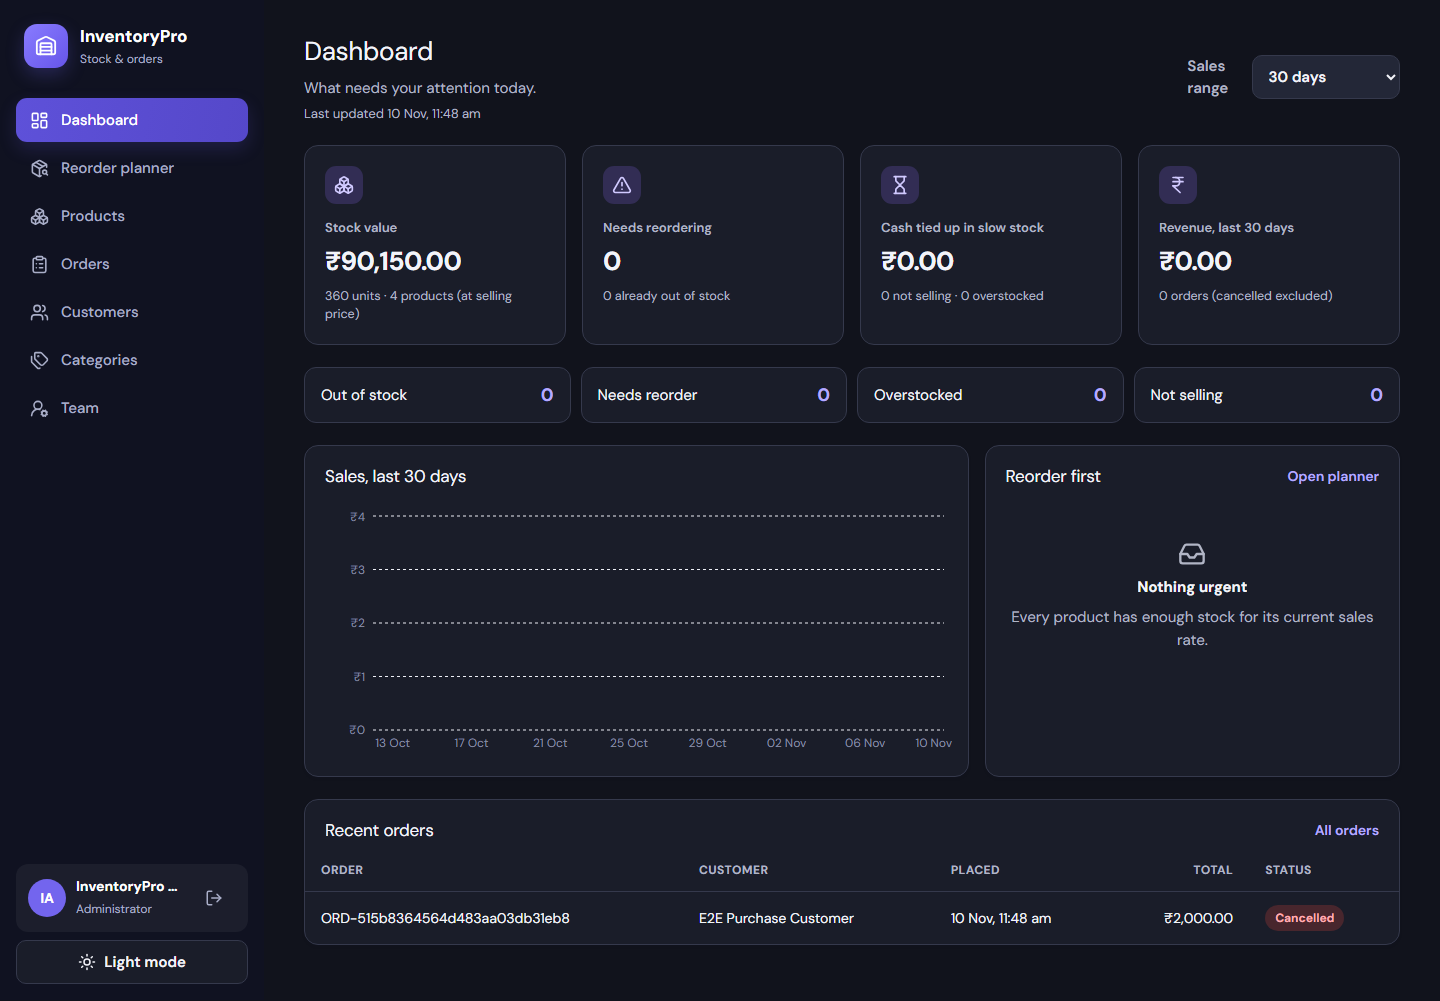 InventoryPro
Stock & orders
Dashboard
Reorder planner
Products
Orders
Customers
Categories
Team
IA
InventoryPro ...
Administrator
Light mode
Dashboard
What needs your attention today.
Last updated 10 Nov, 11:48 am
Sales
range
30 days
Stock value
₹90,150.00
360 units · 4 products (at selling
price)
Needs reordering
0
0 already out of stock
Cash tied up in slow stock
₹0.00
0 not selling · 0 overstocked
Revenue, last 30 days
₹0.00
0 orders (cancelled excluded)
Out of stock 0
Needs reorder 0
Overstocked 0
Not selling 0
Sales, last 30 days
₹4
₹3
₹2
₹1
₹0
13 Oct 17 Oct 21 Oct 25 Oct 29 Oct 02 Nov 06 Nov 10 Nov
Reorder first Open planner
Nothing urgent
Every product has enough stock for its current sales
rate.
Recent orders All orders
ORDER CUSTOMER PLACED TOTAL STATUS
ORD-515b8364564d483aa03db31eb8 E2E Purchase Customer 10 Nov, 11:48 am ₹2,000.00 Cancelled